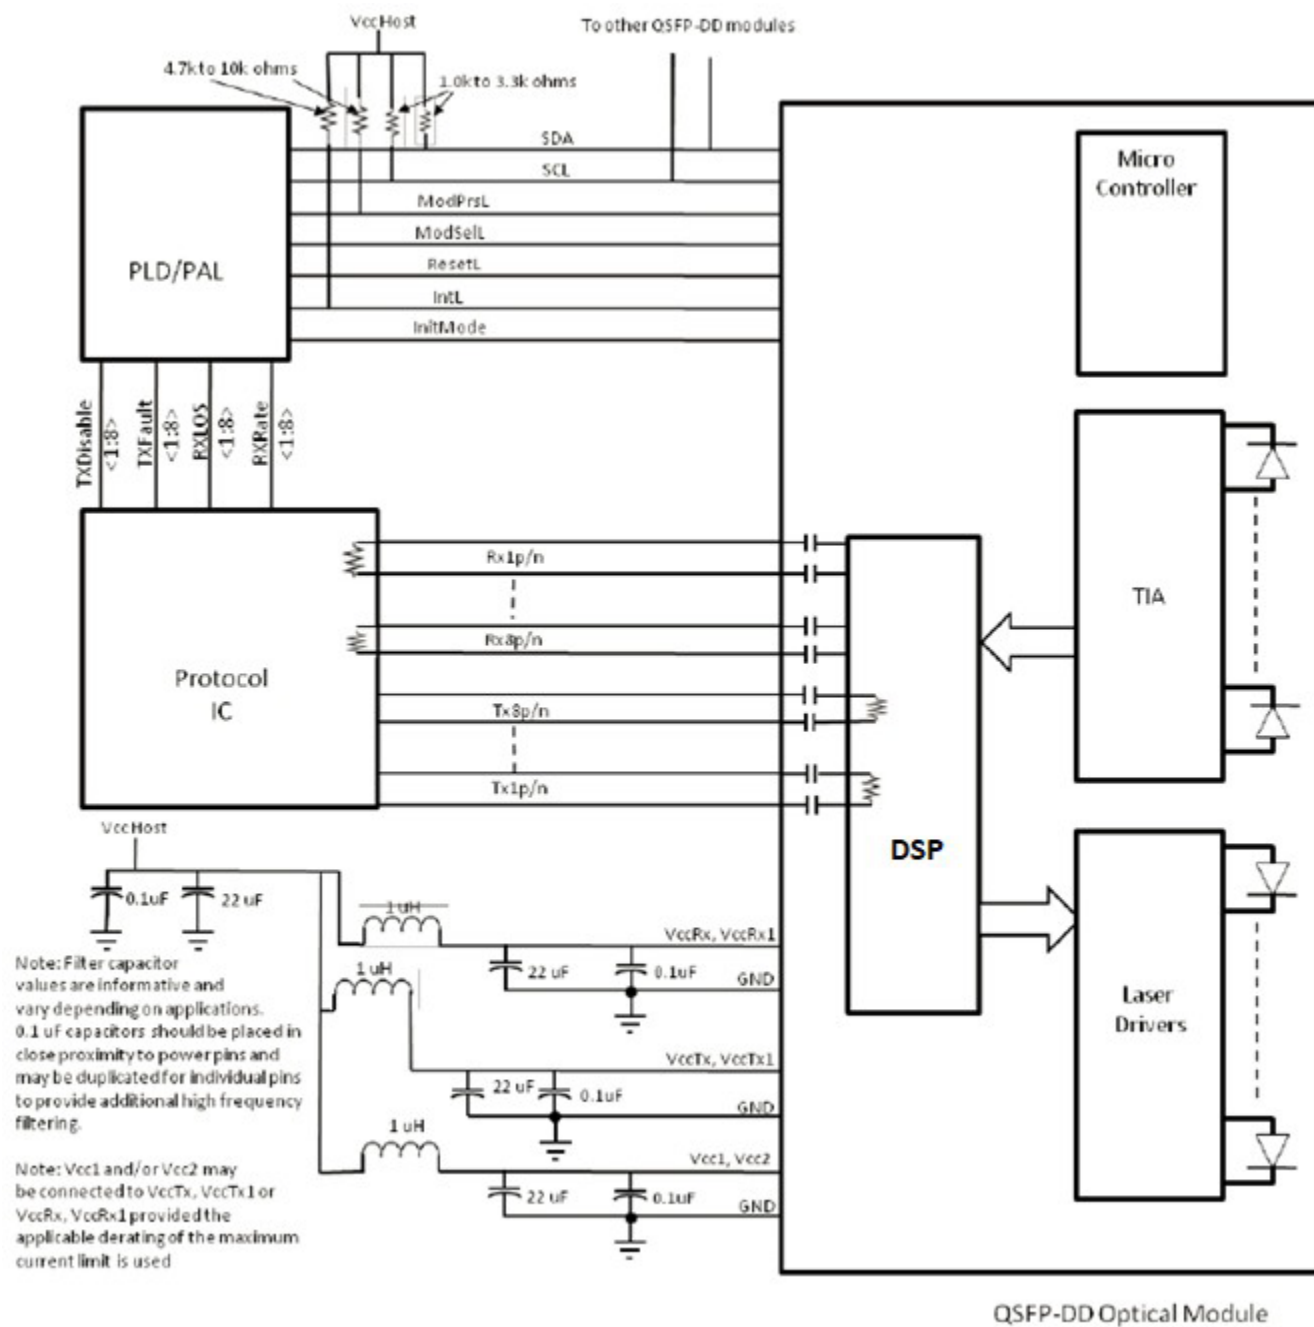 VccHost
To other QSFP-DD modules
4.7k to 10k ohms
1.0k to 3.3k ohms
SDA
SCL
ModPrsL
ModSelL
ResetL
IntL
InitMode
PLD/PAL
Micro
Controller
TXDisable
<1:8>
TXFault
<1:8>
RXLOS
<1:8>
RXRate
<1:8>
Rx1p/n
Rx8p/n
Tx8p/n
Tx1p/n
Protocol
IC
TIA
DSP
Laser
Drivers
VccHost
0.1uF
22 uF
1 uH
VccRx, VccRx1
22 uF
0.1uF
GND
1 uH
VccTx, VccTx1
22 uF
0.1uF
GND
1 uH
Vcc1, Vcc2
22 uF
0.1uF
GND
Note: Filter capacitor
values are informative and
vary depending on applications.
0.1 uF capacitors should be placed in
close proximity to power pins and
may be duplicated for individual pins
to provide additional high frequency
filtering.
Note: Vcc1 and/or Vcc2 may
be connected to VccTx, VccTx1 or
VccRx, VccRx1 provided the
applicable derating of the maximum
current limit is used
QSFP-DD Optical Module